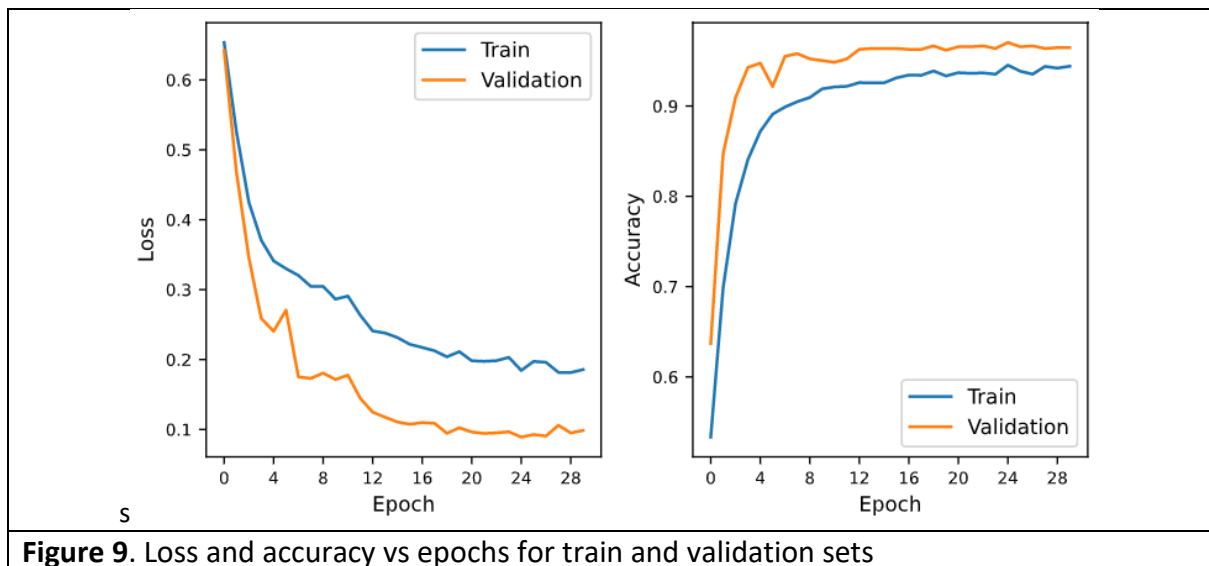 Train
Validation
0.6
0.5
0.4
0.3
0.2
0.1
Loss
0 4 8 12 16 20 24 28
Epoch
0.9
0.8
0.7
0.6
Accuracy
Train
Validation
0 4 8 12 16 20 24 28
Epoch
s
Figure 9. Loss and accuracy vs epochs for train and validation sets